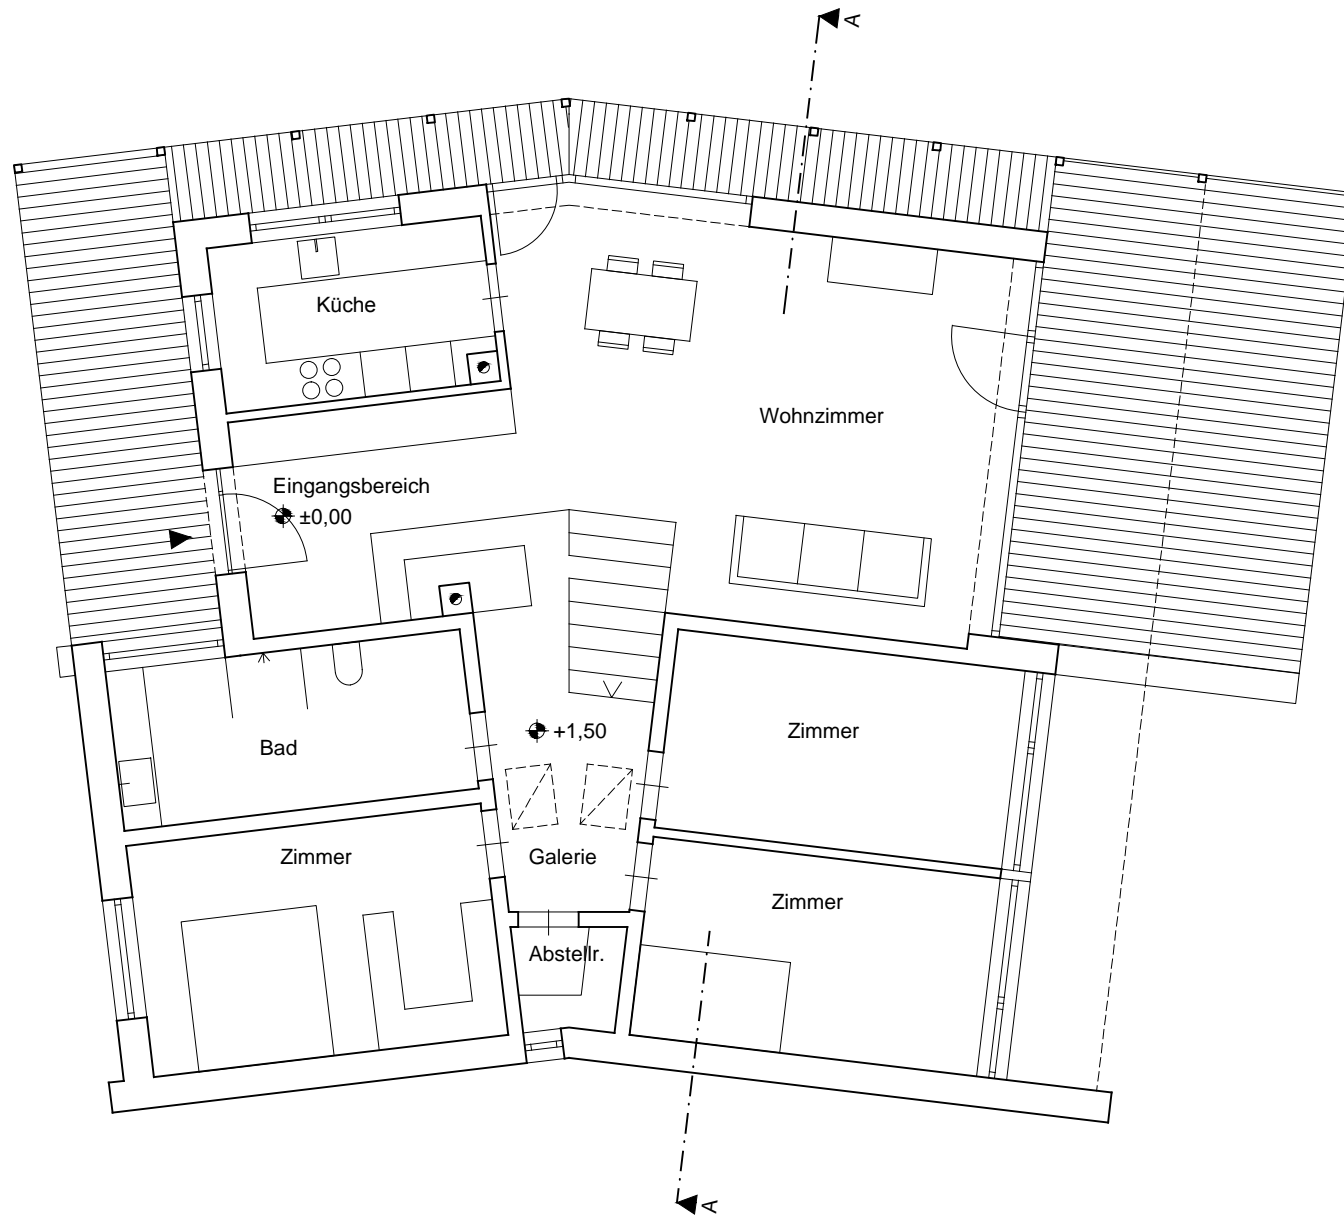 A
Küche
Wohnzimmer
Eingangsbereich
±0,00
+1,50
Zimmer
Bad
Zimmer
Galerie
Zimmer
Abstellr.
A